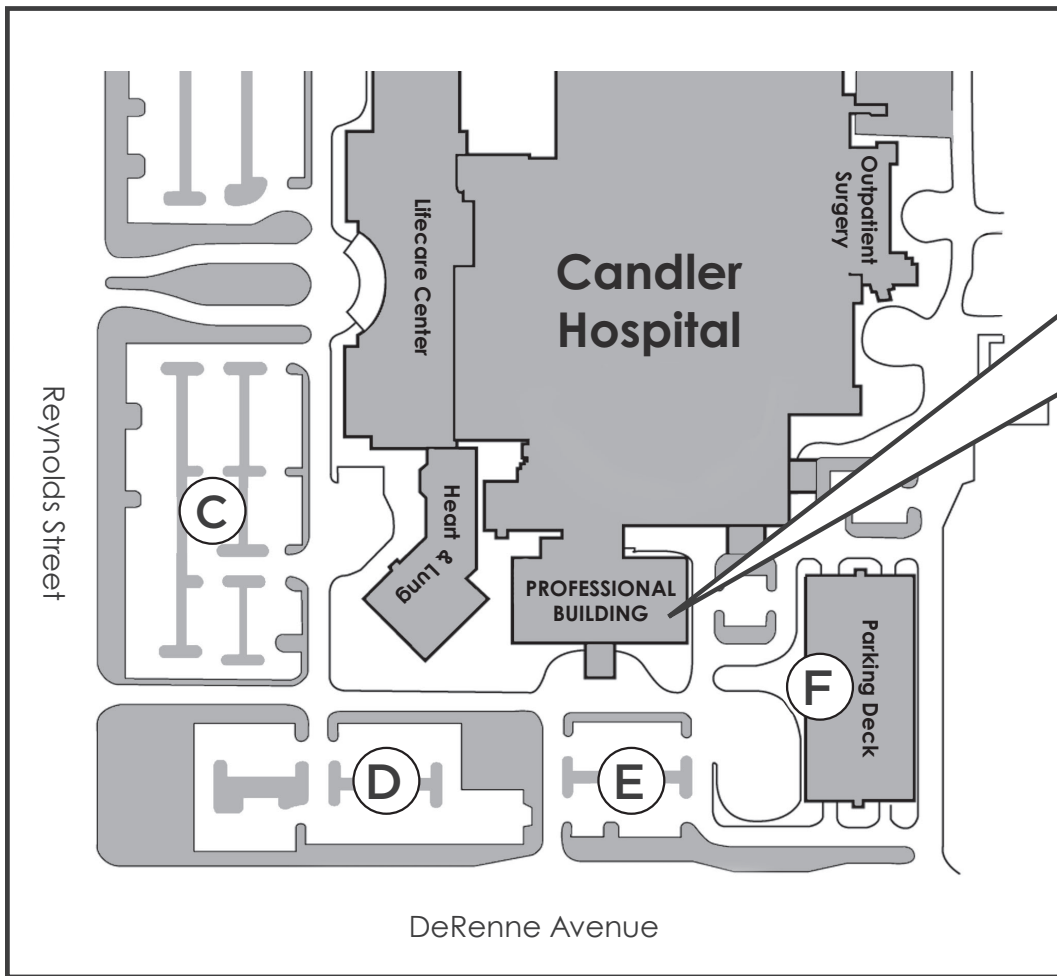 Outpatient
Surgery
Lifecare Center
Candler
Hospital
Reynolds Street
C
Heart & Lung
PROFESSIONAL
BUILDING
Parking Deck
F
D
E
DeRenne Avenue